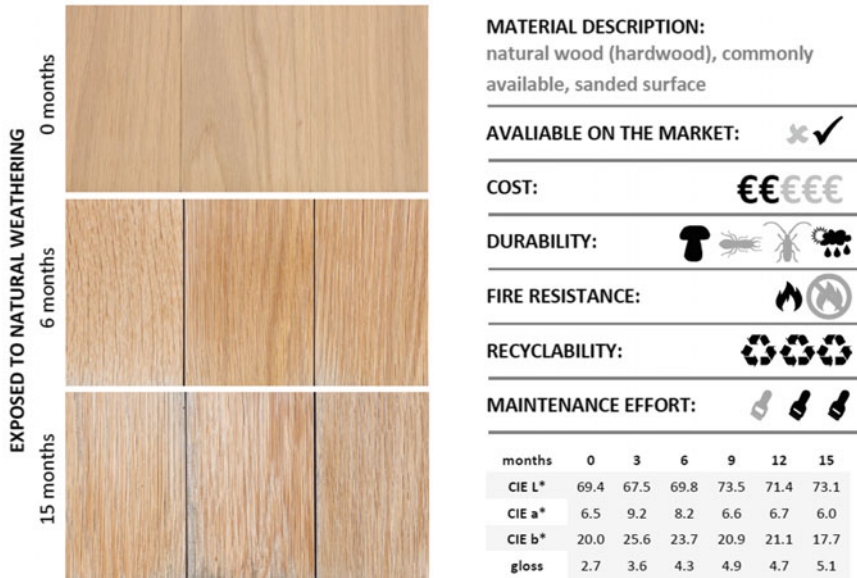 EXPOSED TO NATURAL WEATHERING
0 months
6 months
15 months
MATERIAL DESCRIPTION:
natural wood (hardwood), commonly
available, sanded surface
AVALIABLE ON THE MARKET:
COST: €€€€€
DURABILITY:
FIRE RESISTANCE:
RECYCLABILITY:
MAINTENANCE EFFORT:
months 0 3 6 9 12 15
CIE L* 69.4 67.5 69.8 73.5 71.4 73.1
CIE a* 6.5 9.2 8.2 6.6 6.7 6.0
CIE b* 20.0 25.6 23.7 20.9 21.1 17.7
gloss 2.7 3.6 4.3 4.9 4.7 5.1